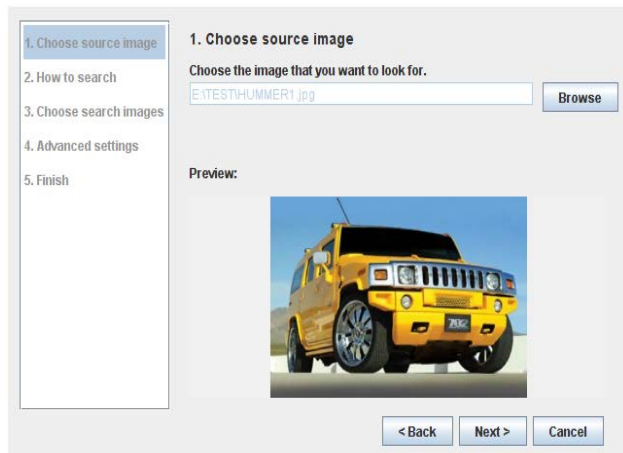 1. Choose source image
2. How to search
3. Choose search images
4. Advanced settings
5. Finish
1. Choose source image
Choose the image that you want to look for.
E:\TEST\HUMMER1.jpg
Browse
Preview:
< Back
Next >
Cancel